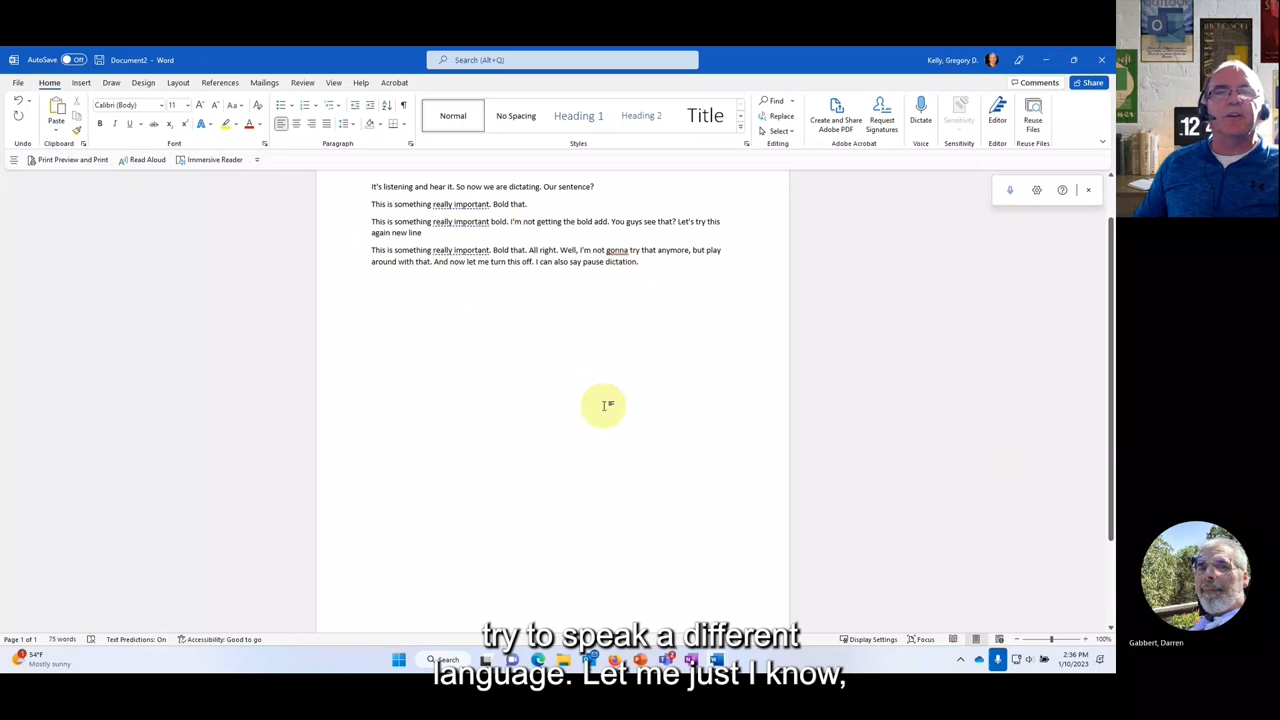 OUTLOOK
MICROSOFT
12
AutoSave Off Document2 - Word Search (Alt+Q) Kelly, Gregory D.
File Home Insert Draw Design Layout References Mailings Review View Help Acrobat Comments Share
Paste Calibri (Body) 11 Aa Normal No Spacing Heading 1 Heading 2 Title Find Replace Select Create and Share Adobe PDF Request Signatures Dictate Sensitivity Editor Reuse Files
Undo Clipboard Font Paragraph Styles Editing Adobe Acrobat Voice Sensitivity Editor Reuse Files
Print Preview and Print Read Aloud Immersive Reader
It's listening and hear it. So now we are dictating. Our sentence?
This is something really important. Bold that.
This is something really important bold. I'm not getting the bold add. You guys see that? Let's try this
again new line
This is something really important. Bold that. All right. Well, I'm not gonna try that anymore, but play
around with that. And now let me turn this off. I can also say pause dictation.
try to speak a different
language. Let me just I know,
Page 1 of 1 75 words Text Predictions: On Accessibility: Good to go Display Settings Focus 100%
Gabbert, Darren
54°F
Mostly sunny
Search
2:36 PM
1/10/2023